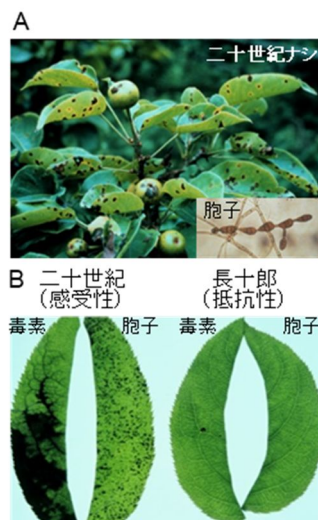 A
二十世紀ナシ
胞子
B 二十世紀 長十郎
(感受性) (抵抗性)
毒素 胞子 毒素 胞子